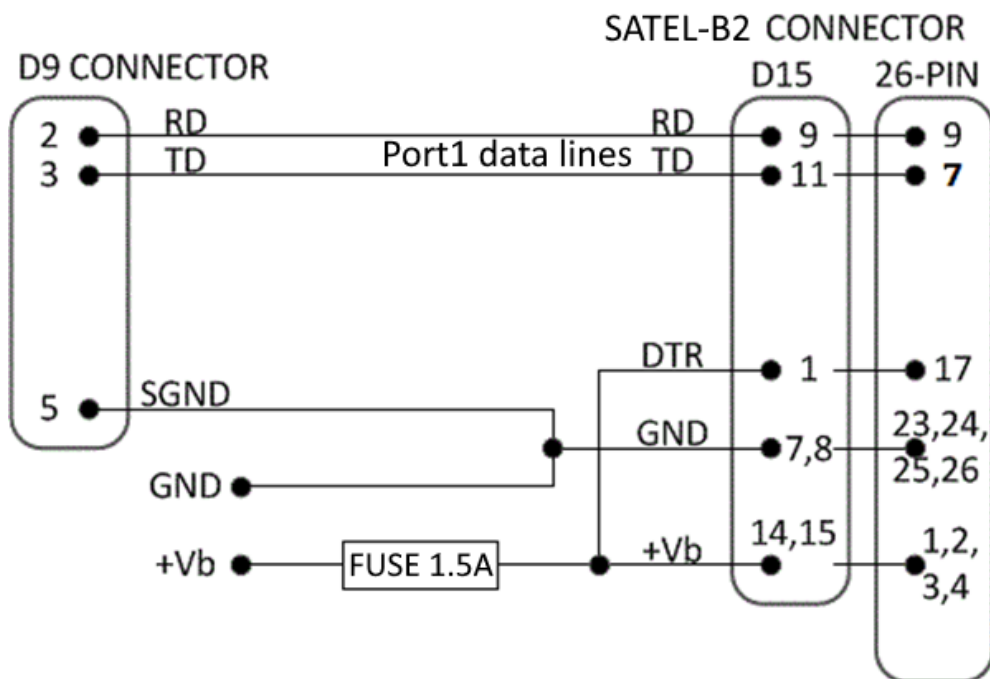 SATEL-B2 CONNECTOR
D9 CONNECTOR
D15
26-PIN
2
RD
RD
9
9
Port1 data lines
3
TD
TD
11
7
DTR
1
17
5
SGND
GND
7,8
23,24,
25,26
GND
14,15
+Vb
FUSE 1.5A
+Vb
1,2,
3,4